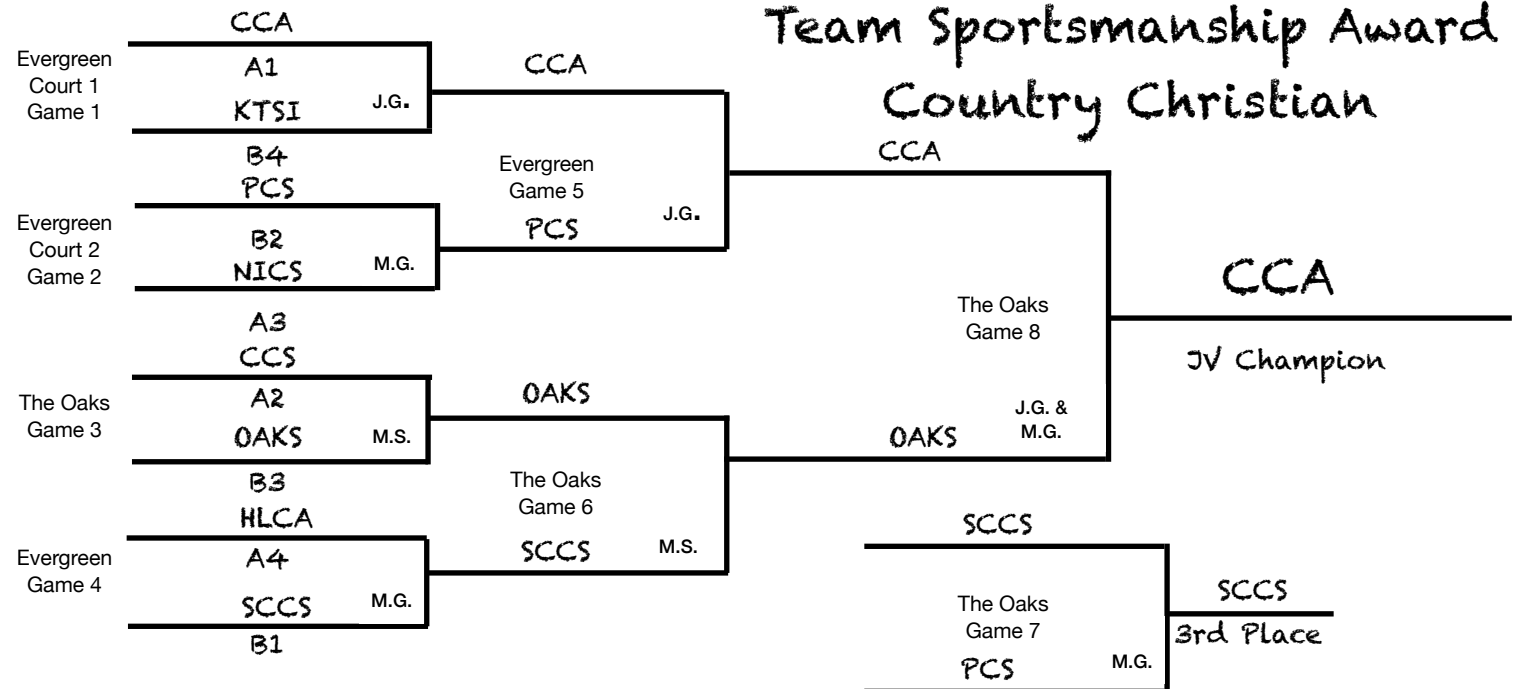 Team Sportsmanship Award
Country Christian
CCA
Evergreen
Court 1
Game 1
A1
KTSI
J.G.
B4
CCA
PCS
Evergreen
Court 2
Game 2
B2
NICS
M.G.
A3
Evergreen
Game 5
J.G.
PCS
CCS
The Oaks
Game 3
A2
OAKS
M.S.
B3
OAKS
HLCA
Evergreen
Game 4
A4
SCCS
M.G.
B1
The Oaks
Game 6
SCCS
M.S.
CCA
The Oaks
Game 8
J.G. &
M.G.
OAKS
CCA
JV Champion
SCCS
The Oaks
Game 7
PCS
M.G.
SCCS
3rd Place